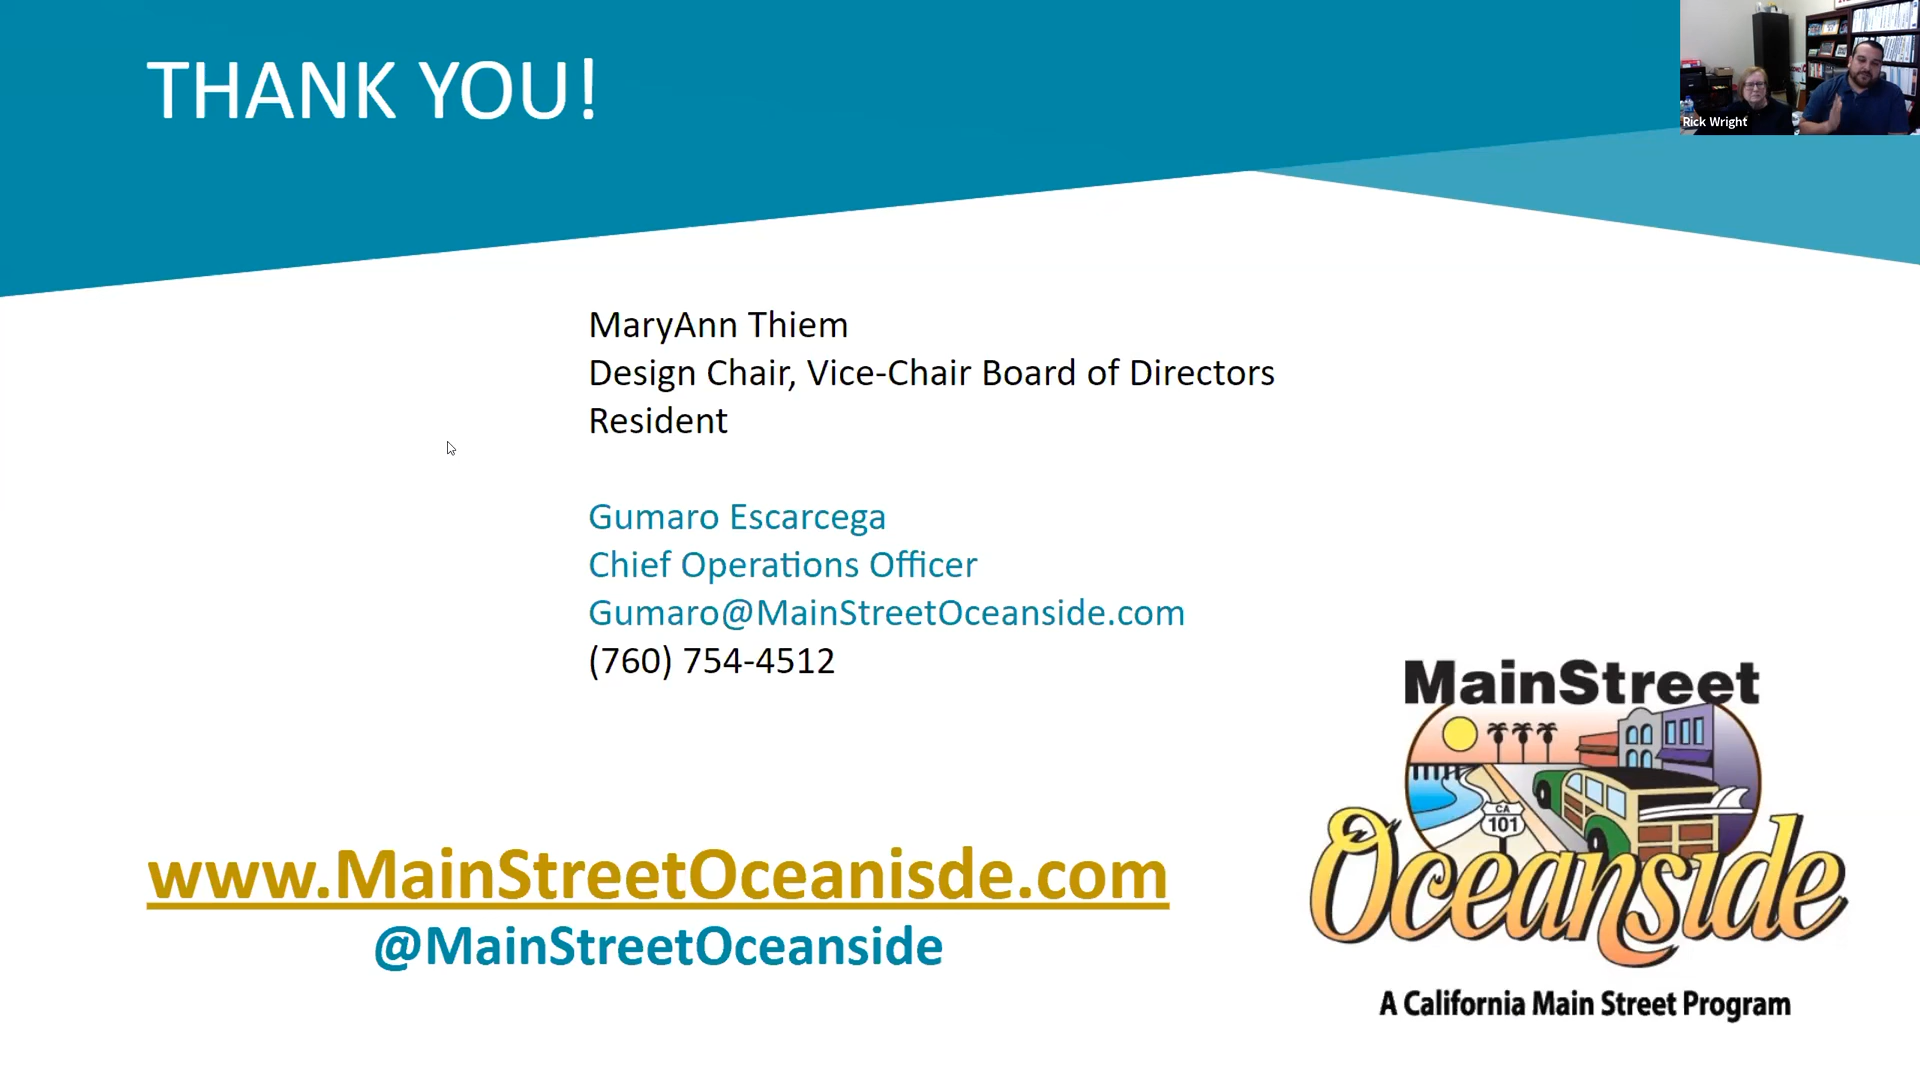 THANK YOU!
Rick Wright
MaryAnn Thiem
Design Chair, Vice-Chair Board of Directors
Resident
Gumaro Escarcega
Chief Operations Officer
Gumaro@MainStreetOceanside.com
(760) 754-4512
MainStreet
CA
101
Oceanside
A California Main Street Program
www.MainStreetOceanisde.com
@MainStreetOceanside